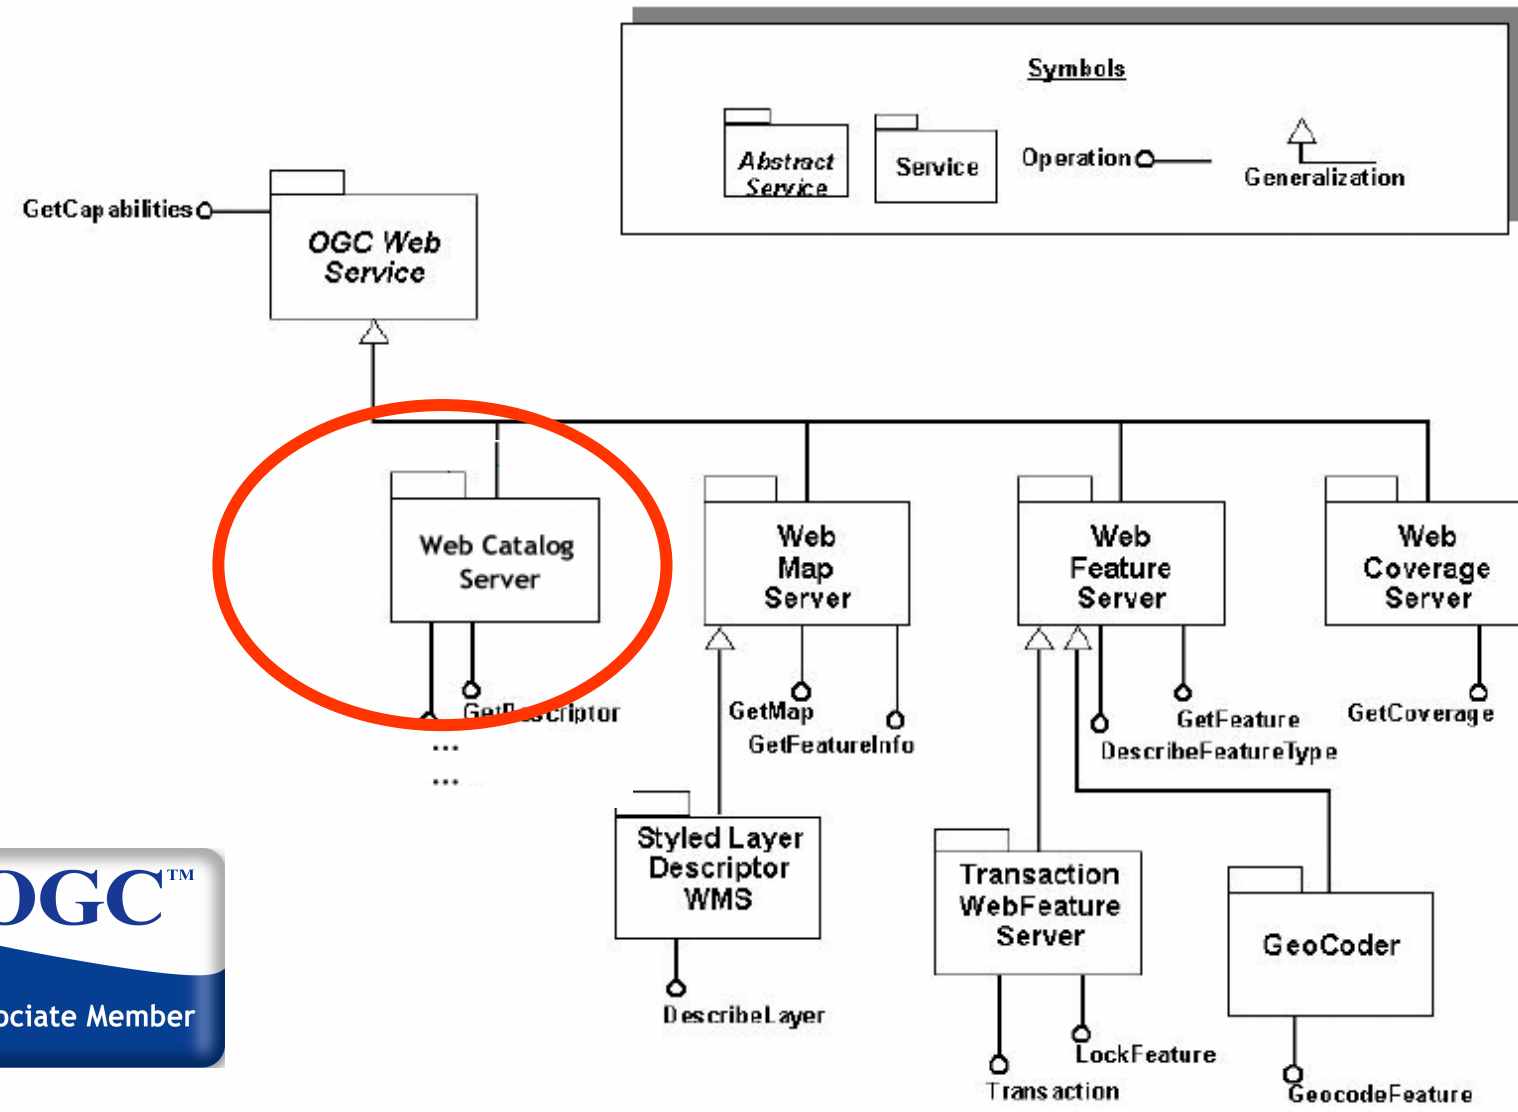 Symbols
Abstract
Service
Service
Operation
Generalization
GetCapabilities
OGC Web
Service
Web Catalog
Server
Web
Map
Server
Web
Feature
Server
Web
Coverage
Server
GetDescriptor
...
...
GetMap
GetFeatureInfo
GetFeature
DescribeFeatureType
GetCoverage
Styled Layer
Descriptor
WMS
Transaction
WebFeature
Server
GeoCoder
DescribeLayer
LockFeature
Transaction
GeocodeFeature
OGC™
ociate Member